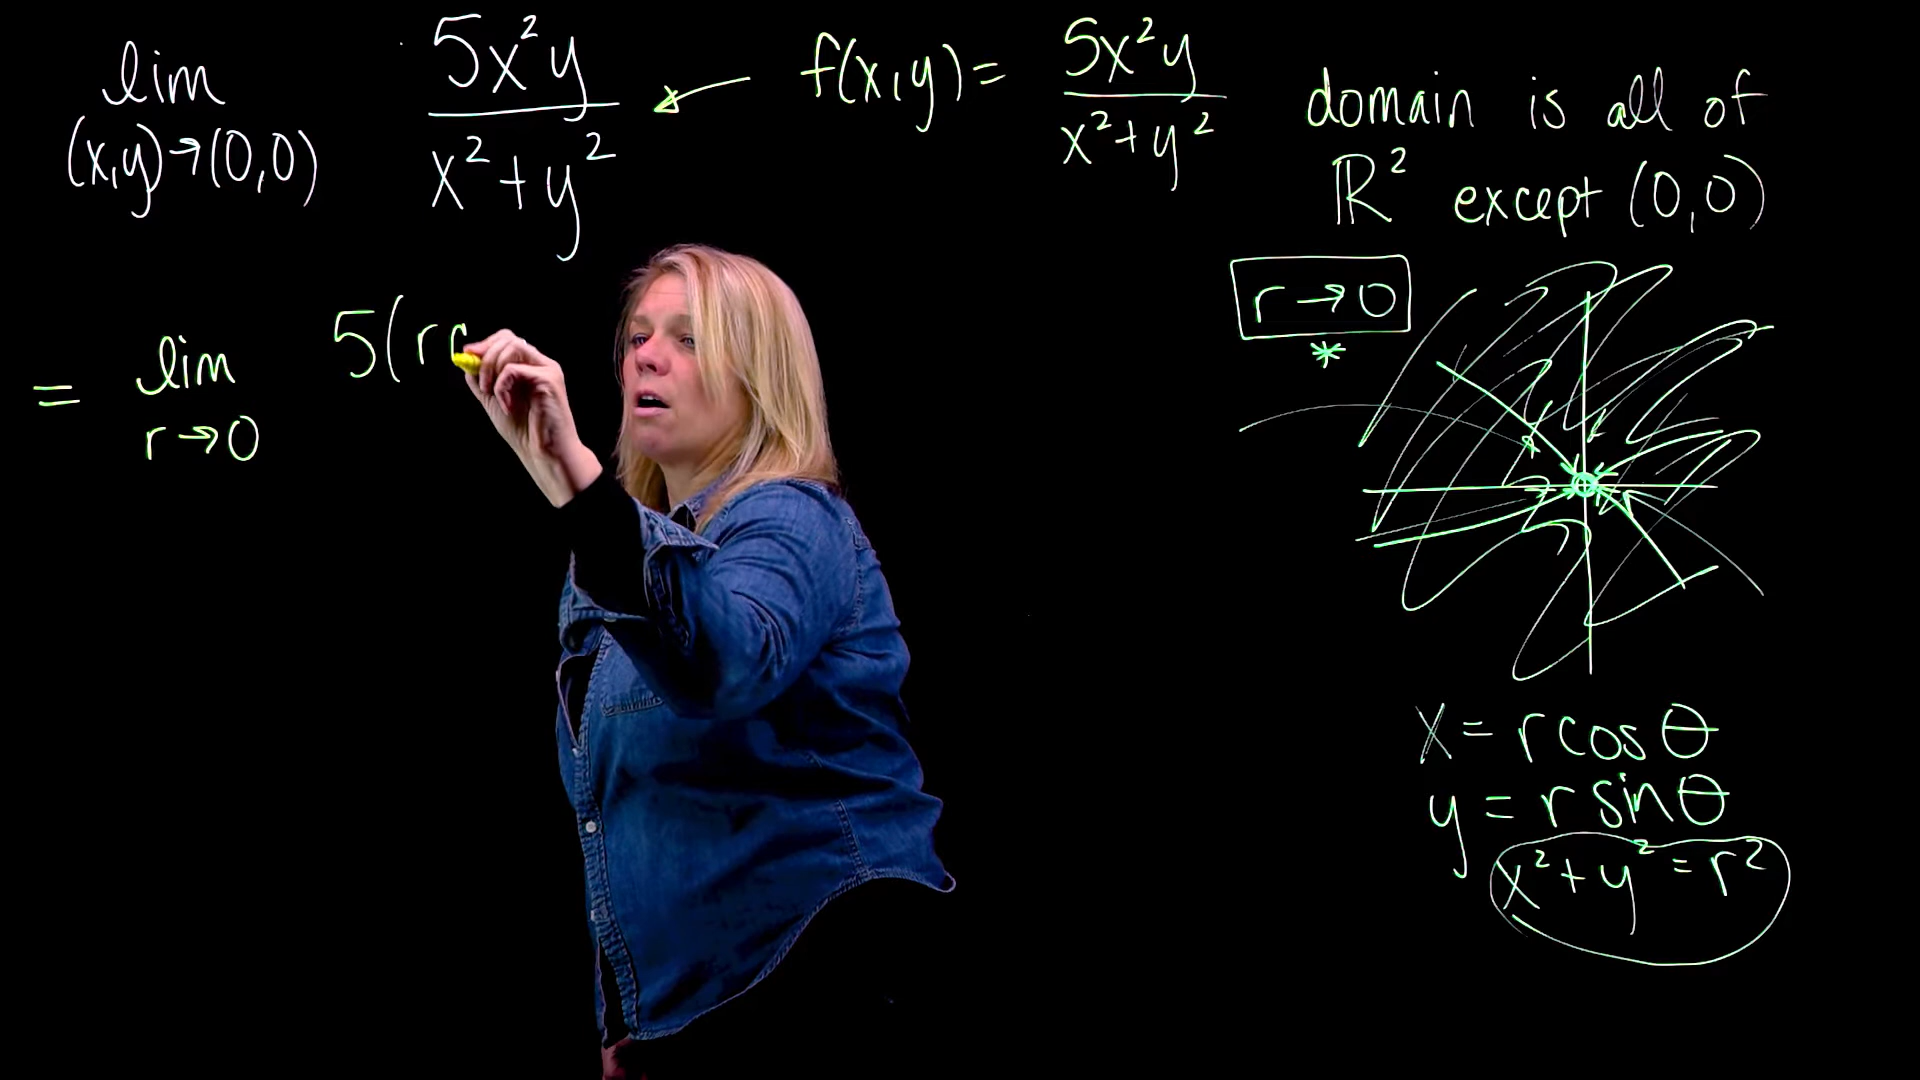 lim 5x²y / x²+y² ← f(x,y) = 5x²y / x²+y² domain is all of
(x,y)→(0,0) ℝ² except (0,0)
r→0
*
= lim 5(rc
r→0
x = r cos θ
y = r sin θ
x²+y² = r²